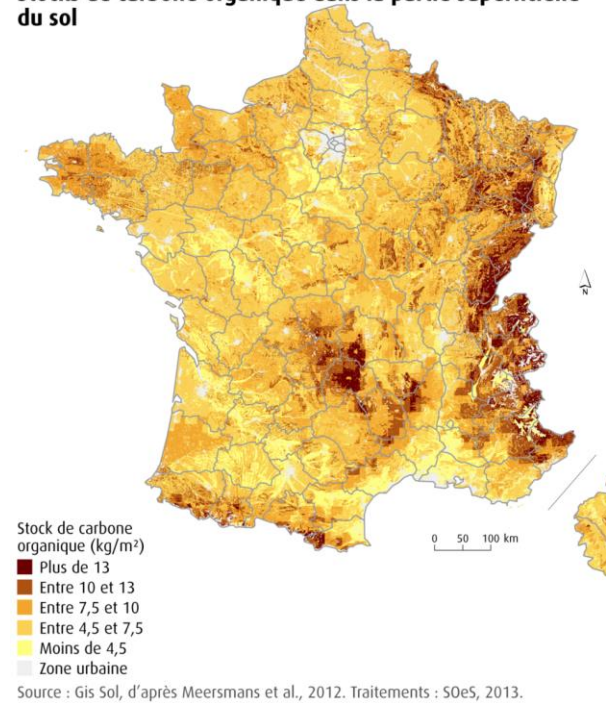 du sol
N
0 50 100 km
Stock de carbone
organique (kg/m²)
Plus de 13
Entre 10 et 13
Entre 7,5 et 10
Entre 4,5 et 7,5
Moins de 4,5
Zone urbaine
Source : Gis Sol, d'après Meersmans et al., 2012. Traitements : SOeS, 2013.